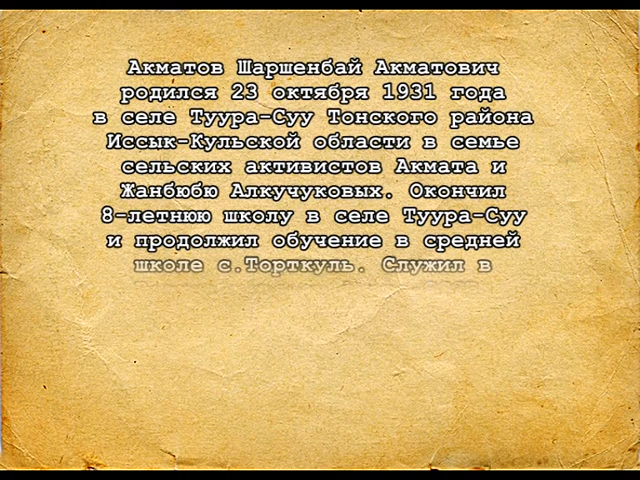 Акматов Шаршенбай Акматович
родился 23 октября 1931 года
в селе Туура-Суу Тонского района
Иссык-Кульской области в семье
сельских активистов Акмата и
Жанбюбю Алкучуковых. Окончил
8-летнюю школу в селе Туура-Суу
и продолжил обучение в средней
школе с.Торткуль. Служил в